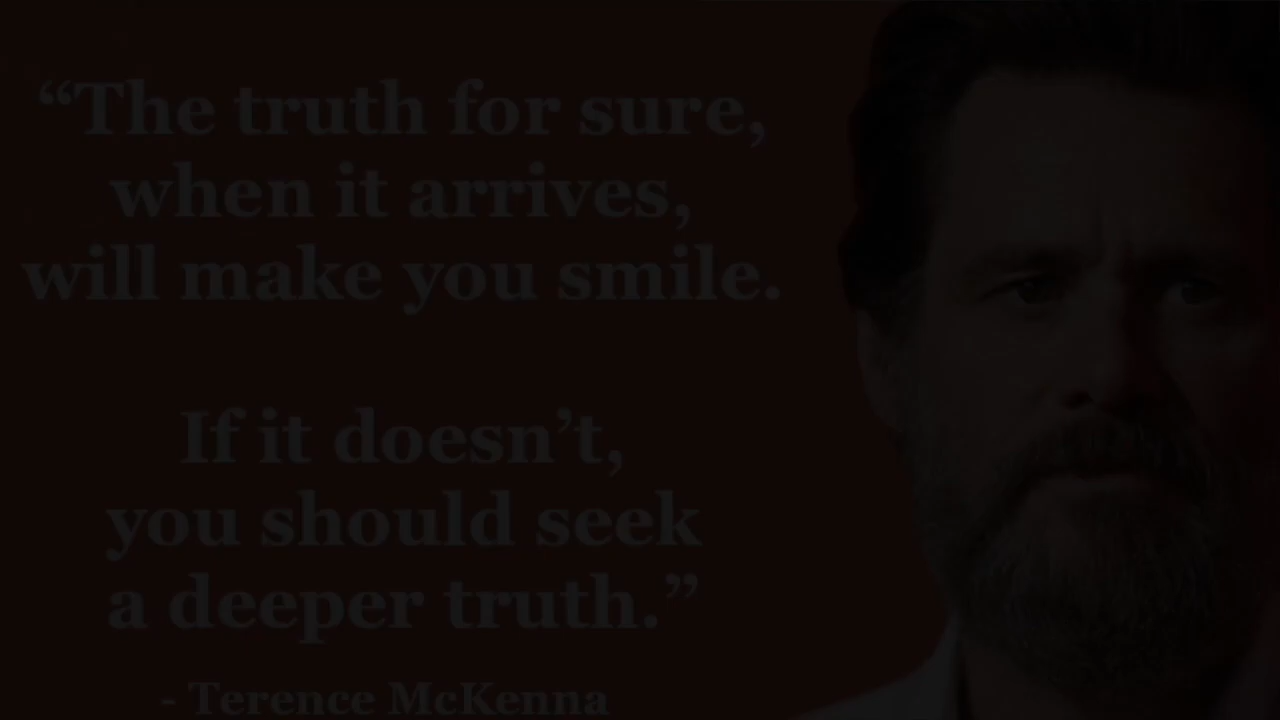 “The truth for sure,
when it arrives,
will make you smile.
If it doesn’t,
you should seek
a deeper truth.”
- Terence McKenna